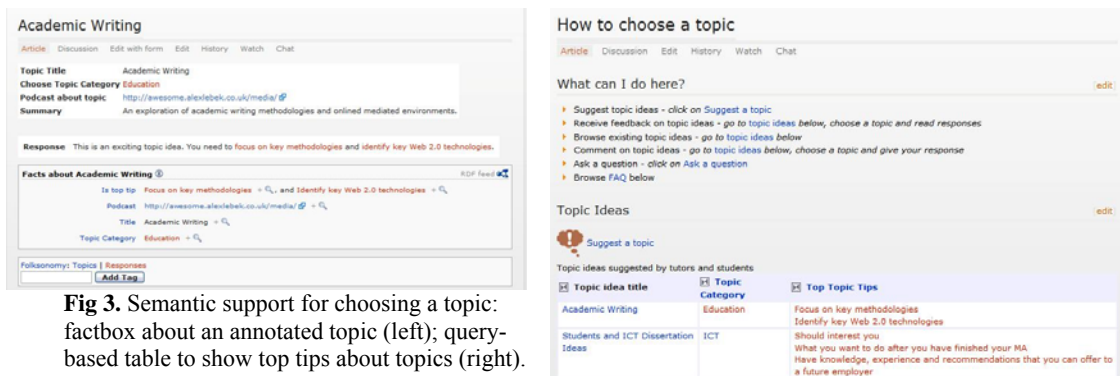 Academic Writing
Article Discussion Edit with form Edit History Watch Chat
Topic Title Academic Writing
Choose Topic Category Education
Podcast about topic http://awesome.alexlebek.co.uk/media/
Summary An exploration of academic writing methodologies and onlined mediated environments.
Response This is an exciting topic idea. You need to focus on key methodologies and identify key Web 2.0 technologies.
Facts about Academic Writing RDF feed
Is top tip Focus on key methodologies + , and Identify key Web 2.0 technologies +
Podcast http://awesome.alexlebek.co.uk/media/ +
Title Academic Writing +
Topic Category Education +
Folksonomy: Topics | Responses
Add Tag
Fig 3. Semantic support for choosing a topic:
factbox about an annotated topic (left); query-
based table to show top tips about topics (right).
How to choose a topic
Article Discussion Edit History Watch Chat
What can I do here? [edit]
Suggest topic ideas - click on Suggest a topic
Receive feedback on topic ideas - go to topic ideas below, choose a topic and read responses
Browse existing topic ideas - go to topic ideas below
Comment on topic ideas - go to topic ideas below, choose a topic and give your response
Ask a question - click on Ask a question
Browse FAQ below
Topic Ideas [edit]
Suggest a topic
Topic ideas suggested by tutors and students
Topic idea title Topic Category Top Topic Tips
Academic Writing Education Focus on key methodologies
Identify key Web 2.0 technologies
Students and ICT Dissertation Ideas ICT Should interest you
What you want to do after you have finished your MA
Have knowledge, experience and recommendations that you can offer to
a future employer